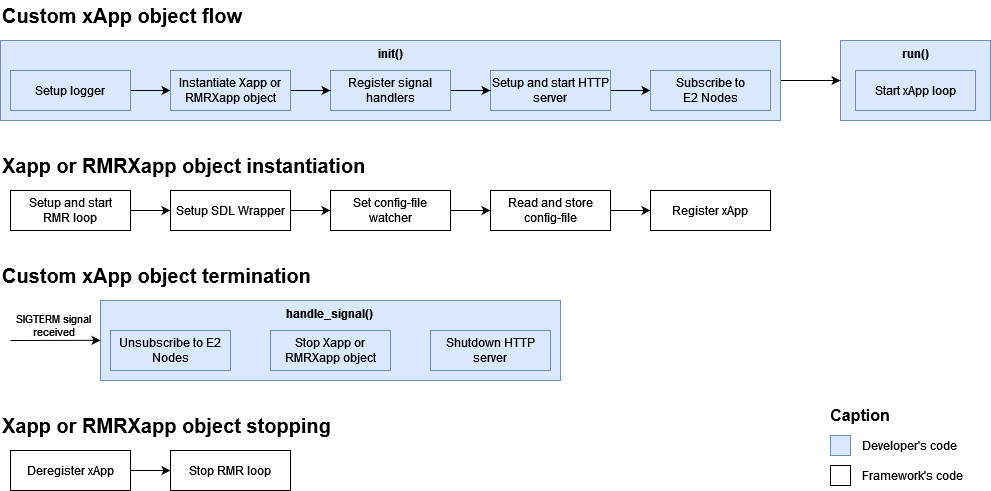 Custom xApp object flow
init()
run()
Setup logger
Instantiate Xapp or
RMRXapp object
Register signal
handlers
Setup and start HTTP
server
Subscribe to
E2 Nodes
Start xApp loop
Xapp or RMRXapp object instantiation
Setup and start
RMR loop
Setup SDL Wrapper
Set config-file
watcher
Read and store
config-file
Register xApp
Custom xApp object termination
SIGTERM signal
received
handle_signal()
Unsubscribe to E2
Nodes
Stop Xapp or
RMRXapp object
Shutdown HTTP
server
Xapp or RMRXapp object stopping
Deregister xApp
Stop RMR loop
Caption
Developer's code
Framework's code